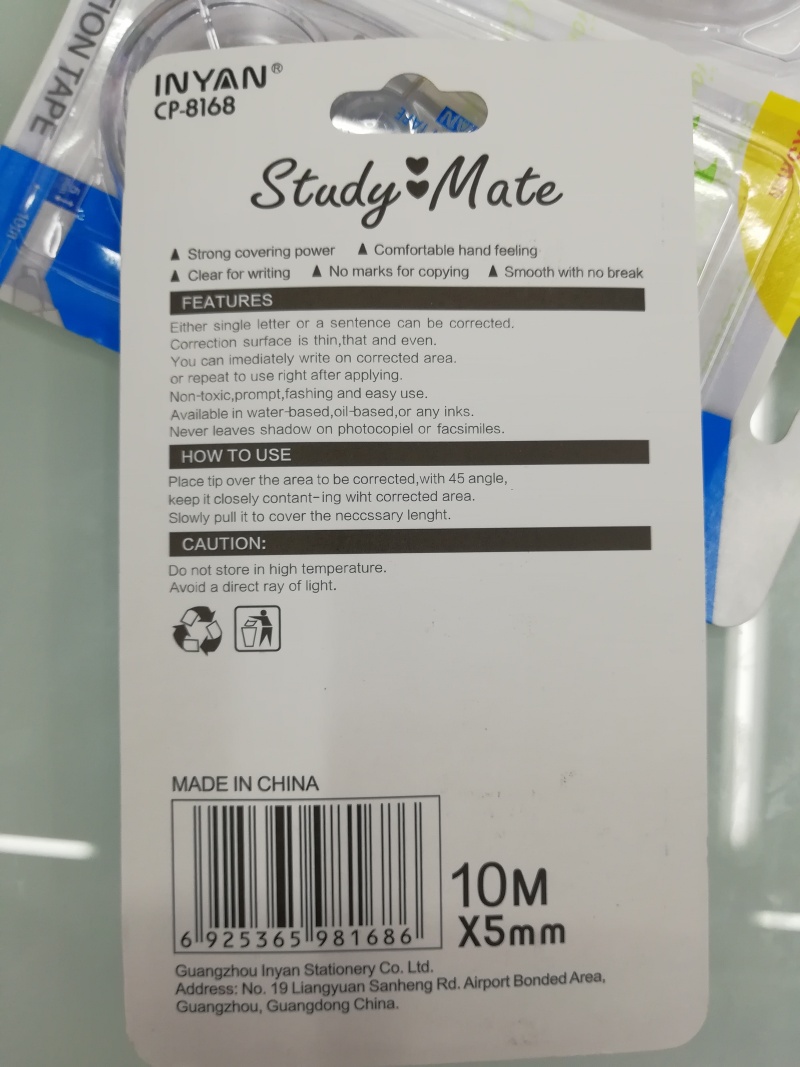 INYAN®
CP-8168
Study Mate
Strong covering power Comfortable hand feeling
Clear for writing No marks for copying Smooth with no break
FEATURES
Either single letter or a sentence can be corrected.
Correction surface is thin,that and even.
You can imediately write on corrected area.
or repeat to use right after applying.
Non-toxic,prompt,fashing and easy use.
Available in water-based,oil-based,or any inks.
Never leaves shadow on photocopiel or facsimiles.
HOW TO USE
Place tip over the area to be corrected,with 45 angle,
keep it closely contant-ing wiht corrected area.
Slowly pull it to cover the neccssary lenght.
CAUTION:
Do not store in high temperature.
Avoid a direct ray of light.
MADE IN CHINA
6 925365 981686
10M
X5mm
Guangzhou Inyan Stationery Co. Ltd.
Address: No. 19 Liangyuan Sanheng Rd. Airport Bonded Area,
Guangzhou, Guangdong China.
TION TAPE
10m